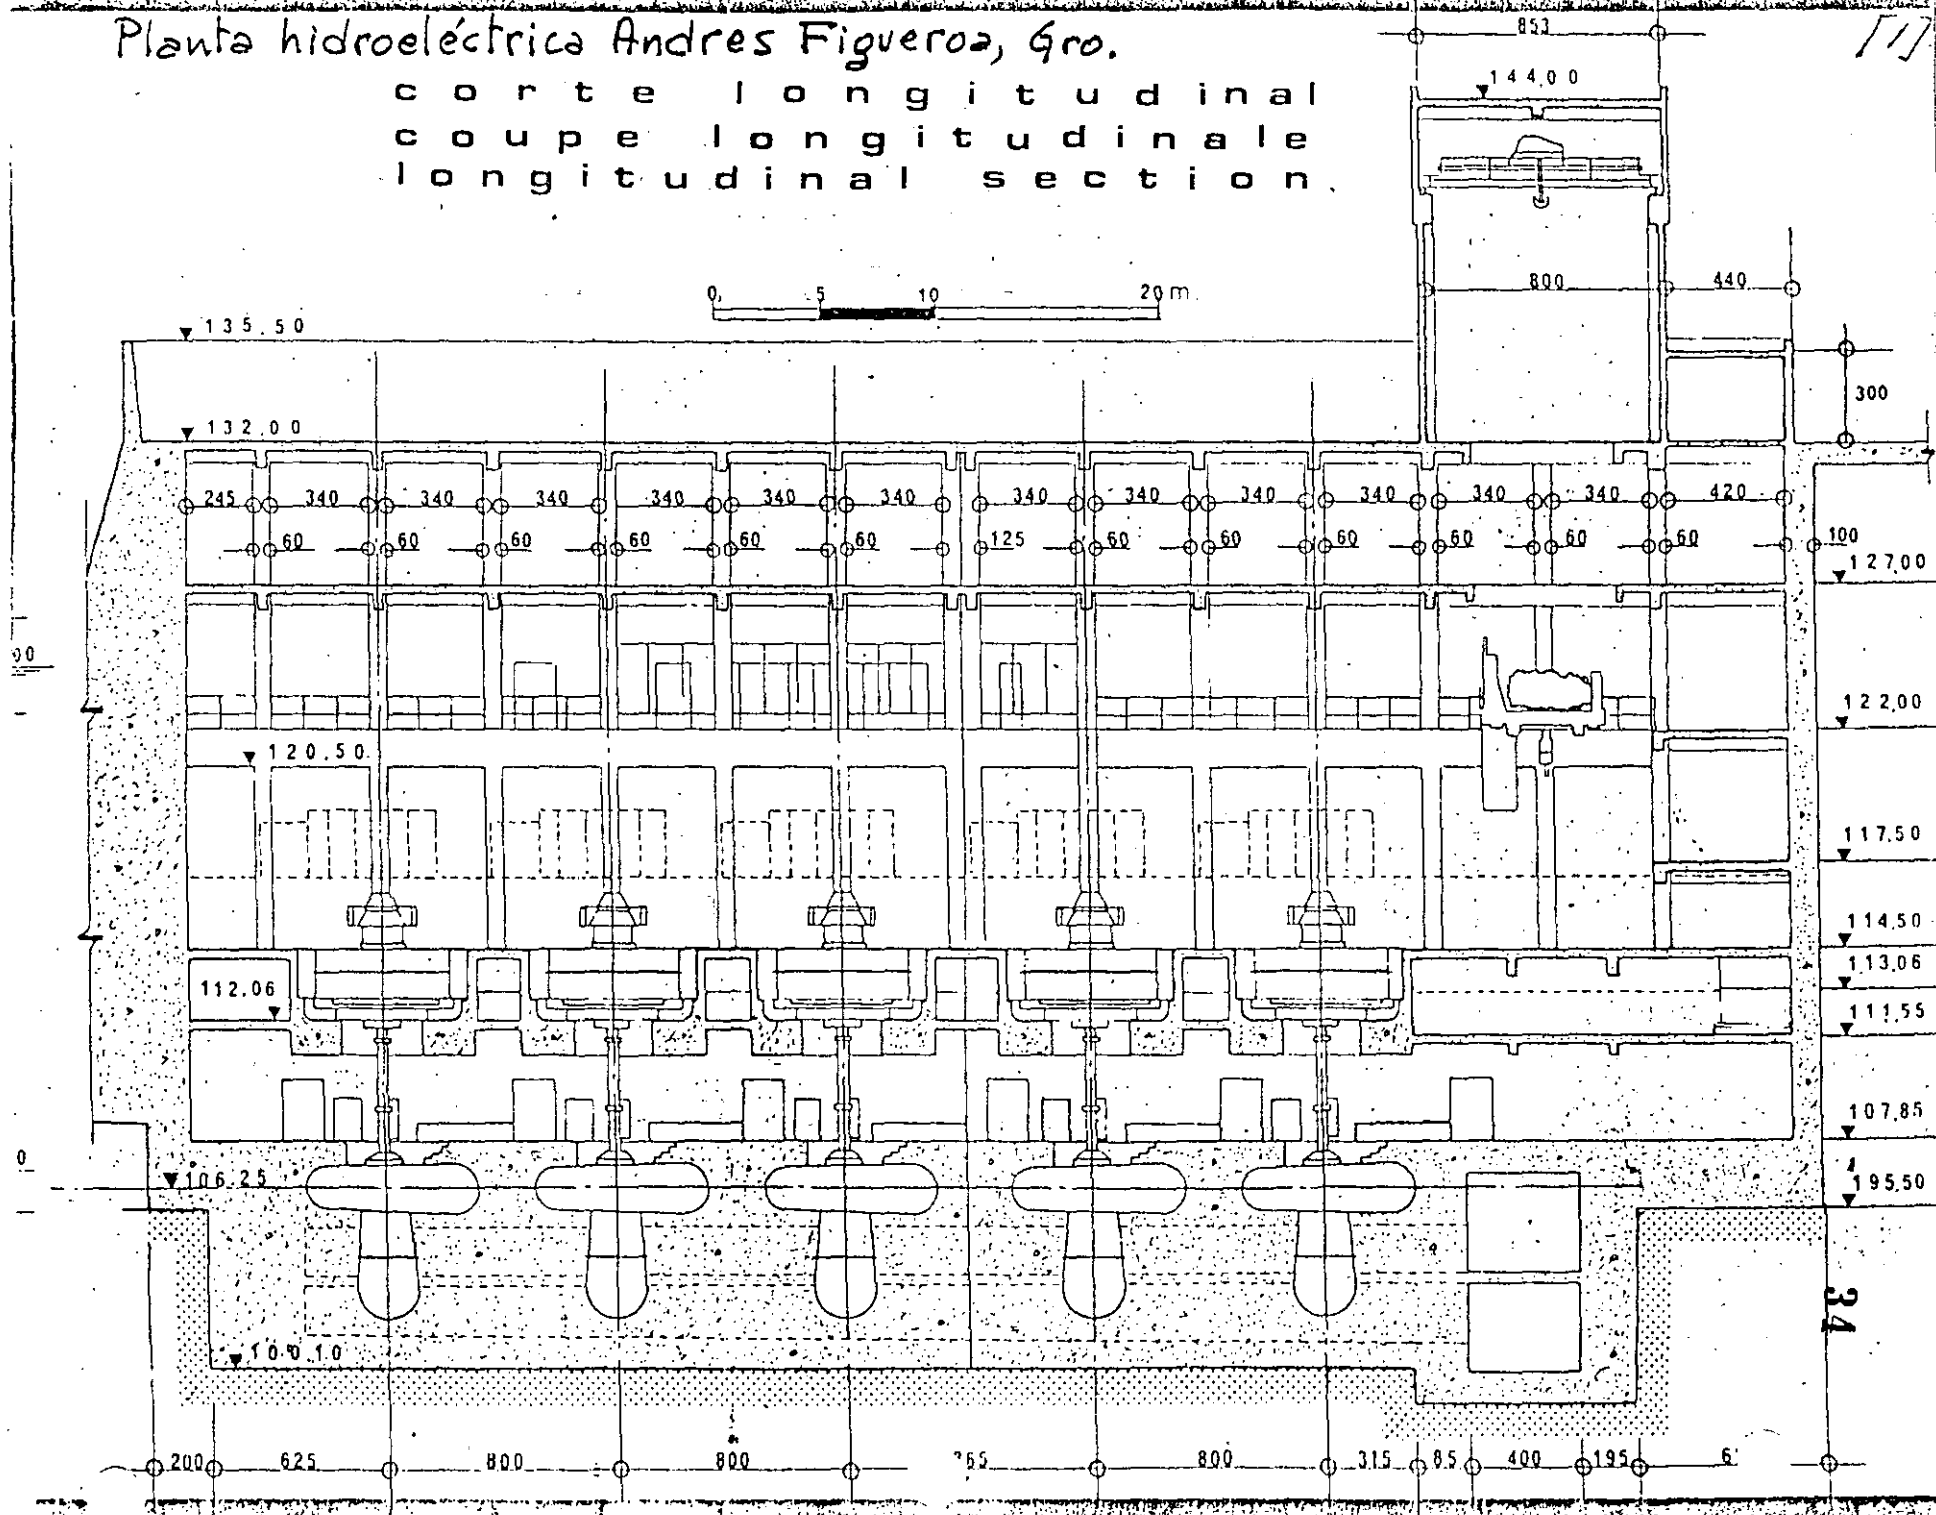 Planta hidroeléctrica Andres Figueroa, Gro.
[1]
corte longitudinal
coupe longitudinale
longitudinal section
853
144,00
0 5 10 20 m
800 440
135,50
300
132,00
245 340 340 340 340 340 340 340 340 340 340 340 340 420
60 60 60 60 60 60 125 60 60 60 60 60 60 100
127,00
122,00
120,50
117,50
114,50
113,06
112,06
111,55
107,85
106,25
195,50
34
100,10
200 625 800 800 800 315 85 400 195